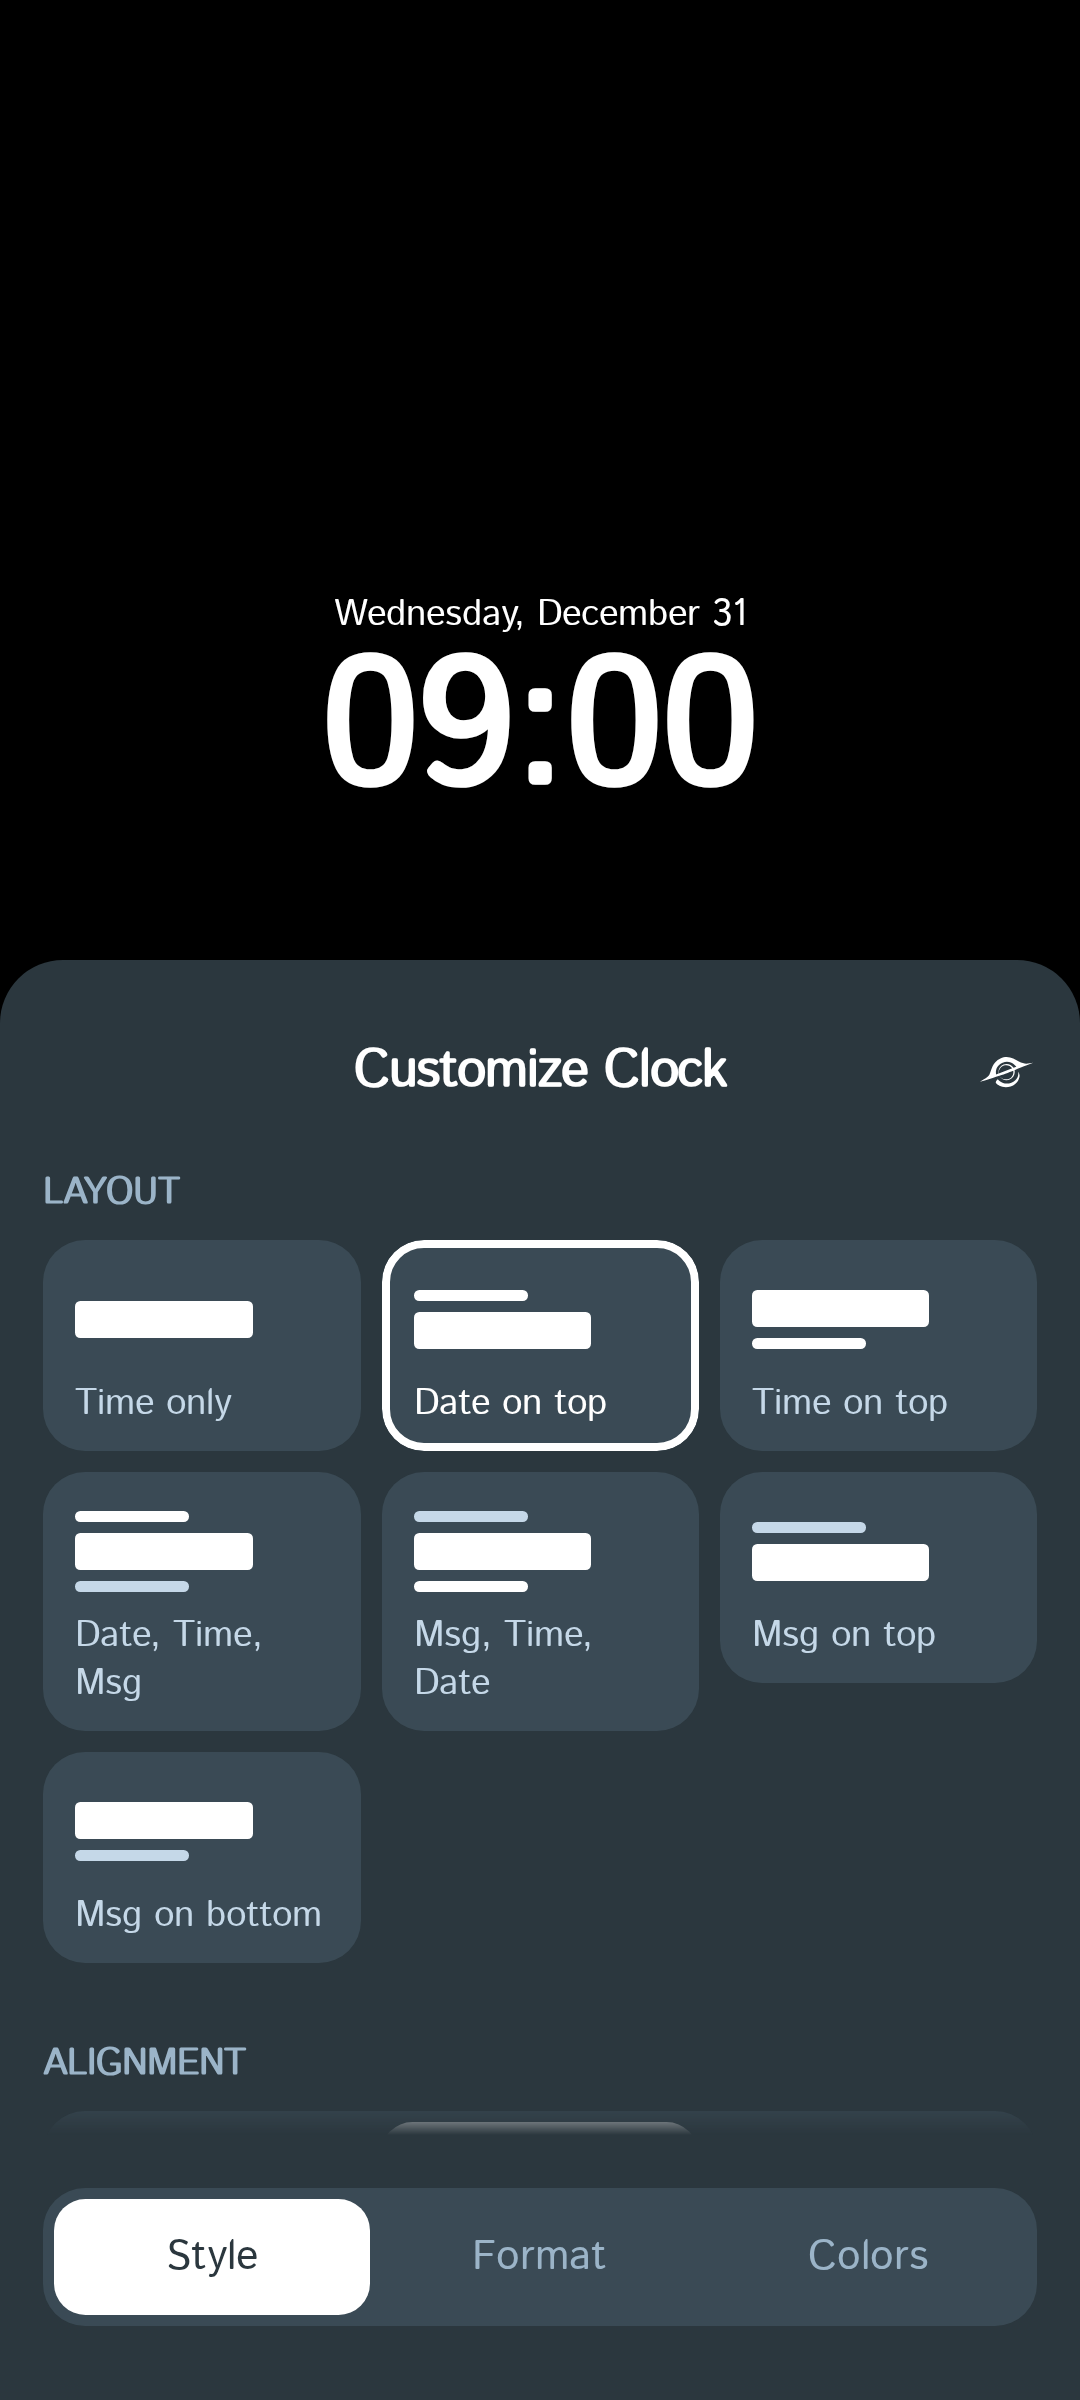 Wednesday, December 31
09:00
Customize Clock
LAYOUT
Time only
Date on top
Time on top
Date, Time,
Msg
Msg, Time,
Date
Msg on top
Msg on bottom
ALIGNMENT
Style
Format
Colors